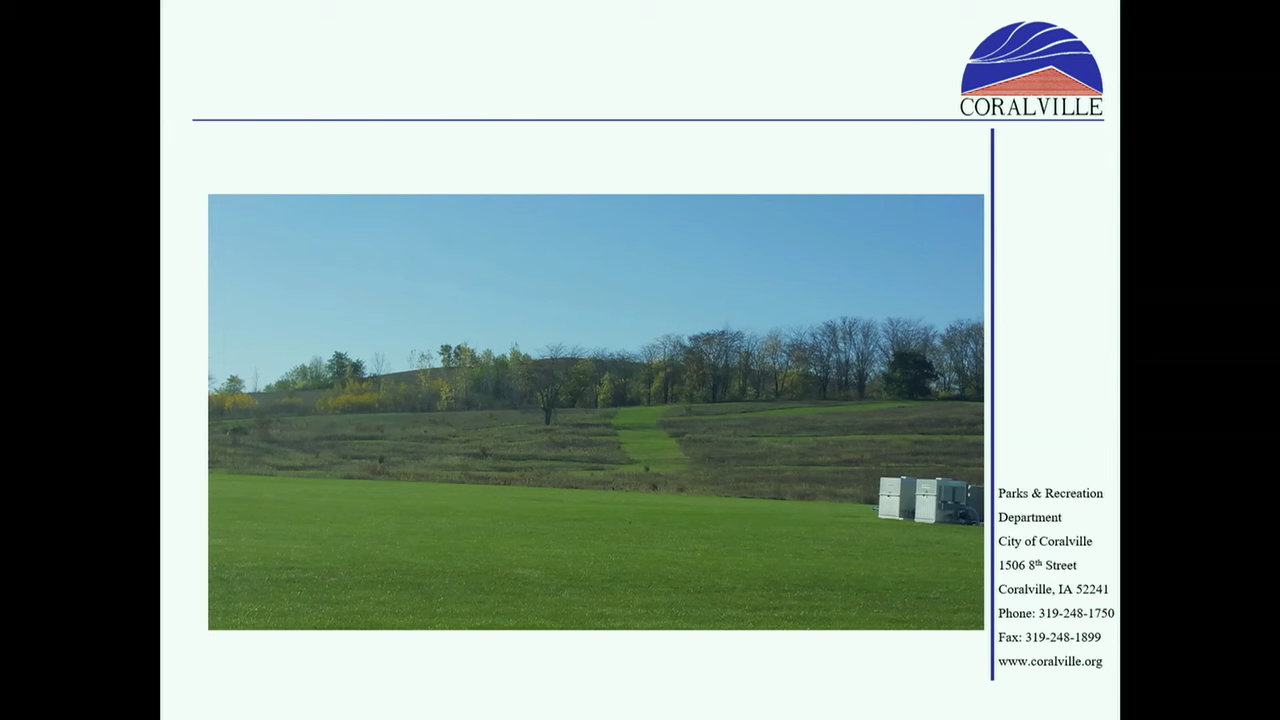 CORALVILLE
Parks & Recreation
Department
City of Coralville
1506 8th Street
Coralville, IA 52241
Phone: 319-248-1750
Fax: 319-248-1899
www.coralville.org